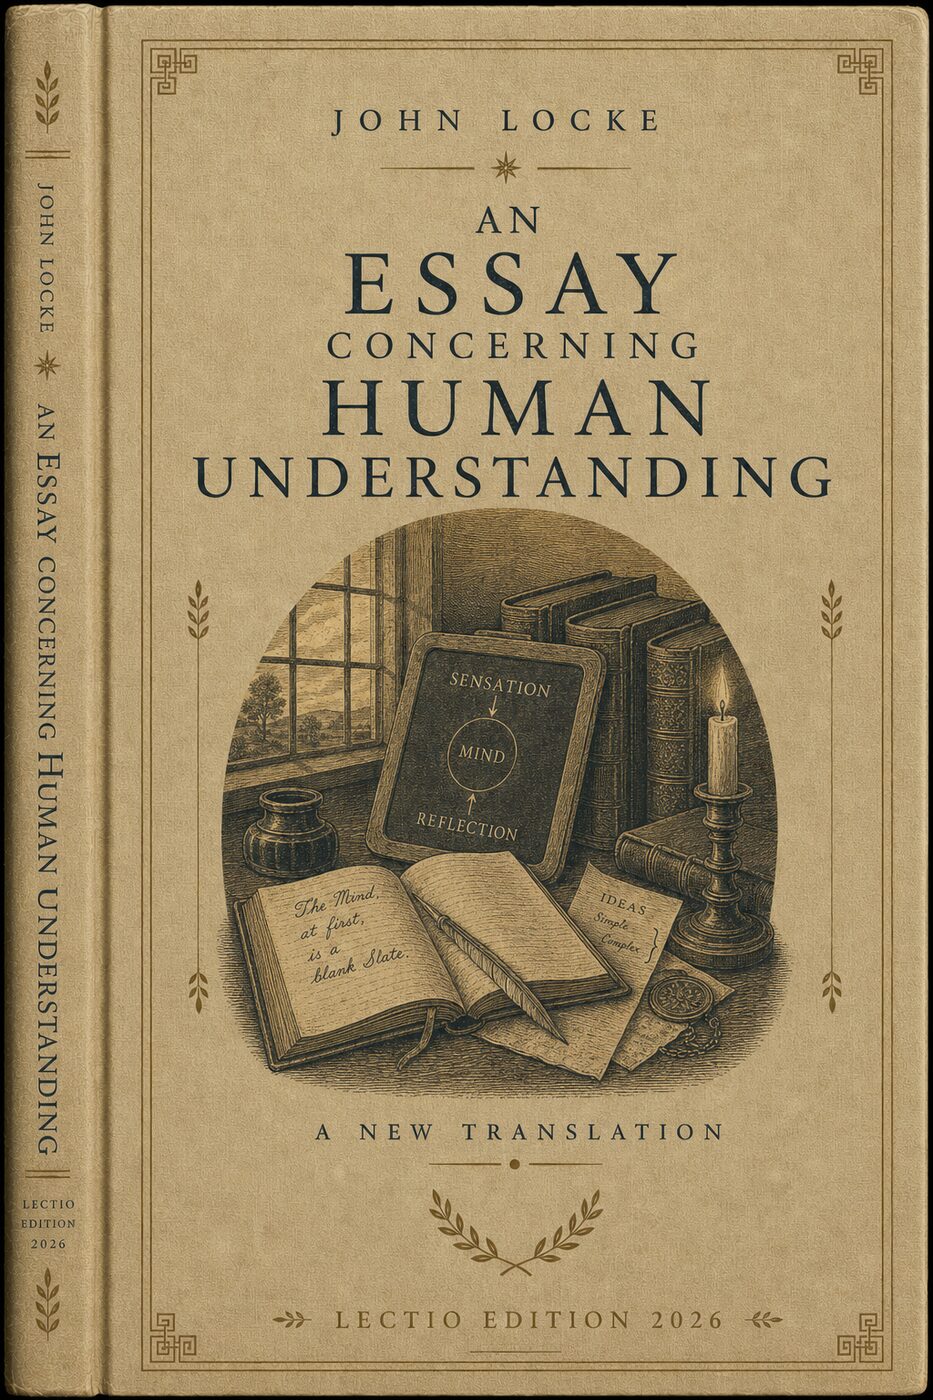 JOHN LOCKE
AN
ESSAY
CONCERNING
HUMAN
UNDERSTANDING
SENSATION
MIND
REFLECTION
The Mind,
at first,
is a
blank Slate.
IDEAS
Simple
Complex
A NEW TRANSLATION
LECTIO EDITION 2026
JOHN LOCKE
AN ESSAY CONCERNING HUMAN UNDERSTANDING
LECTIO
EDITION
2026